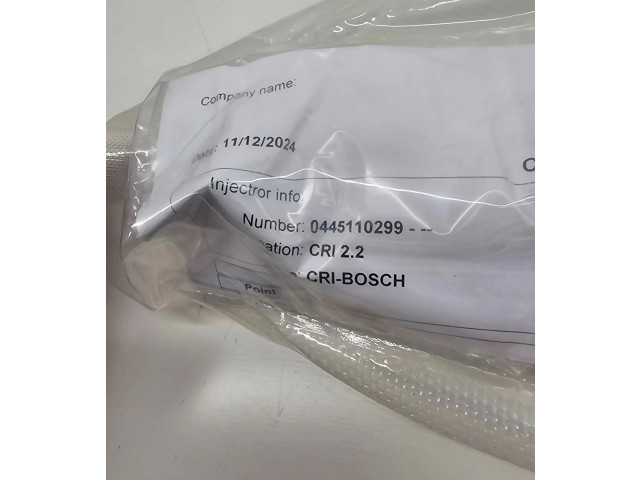 Company name:
11/12/2024
C
Injectror info
Number: 0445110299 - --
ation: CRI 2.2
: CRI-BOSCH
Point